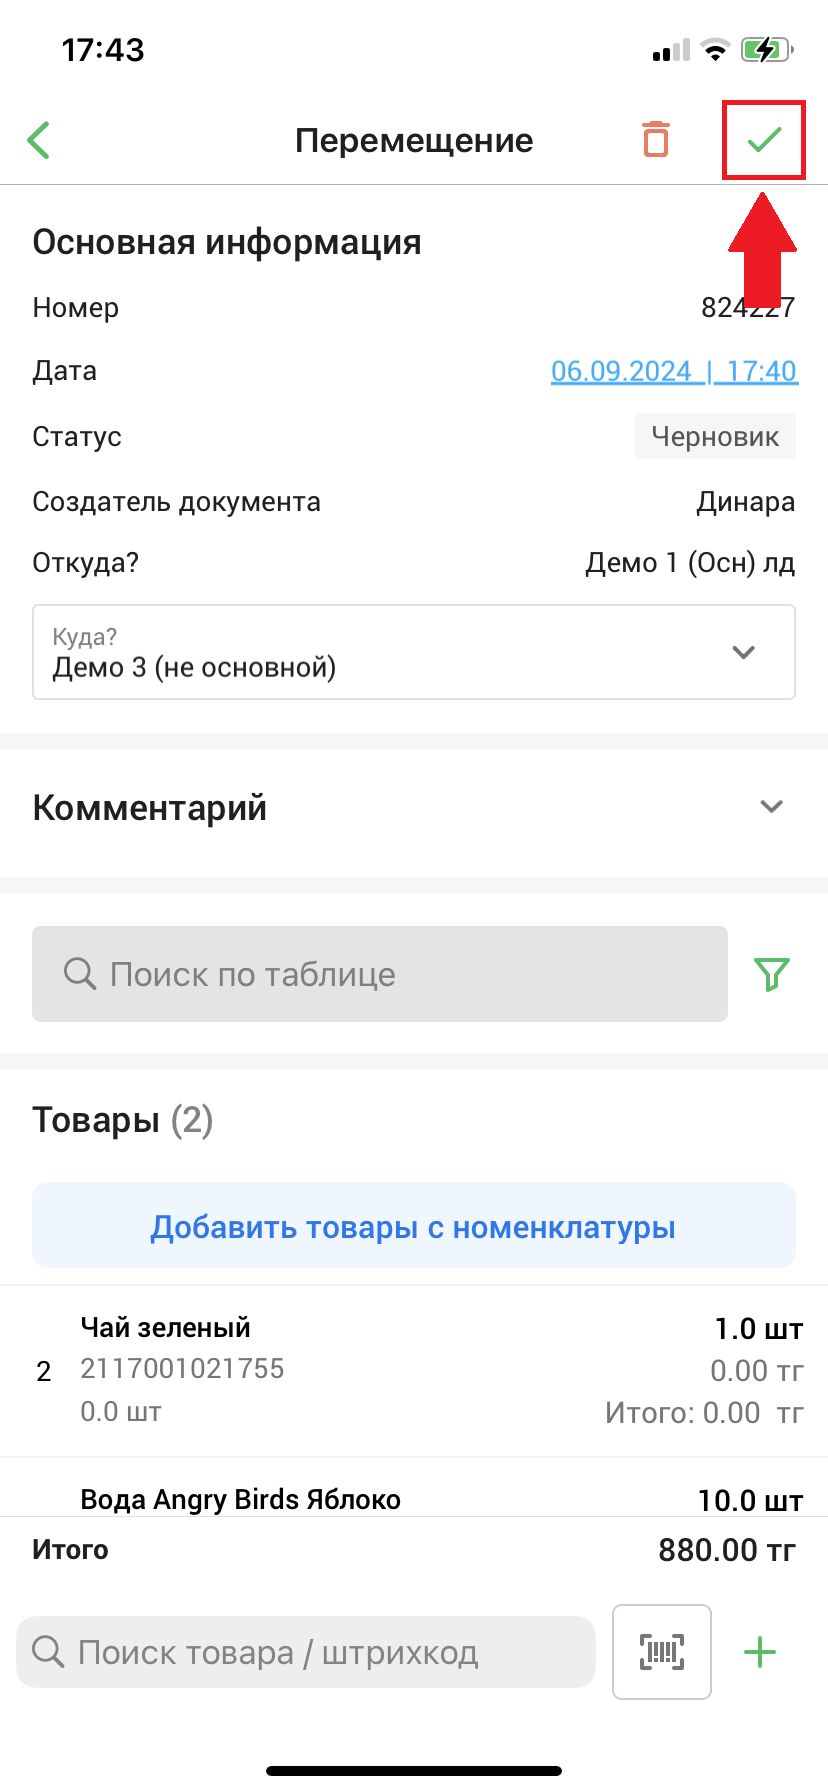 17:43
Перемещение
Основная информация
Номер 824227
Дата 06.09.2024 | 17:40
Статус Черновик
Создатель документа Динара
Откуда? Демо 1 (Осн) лд
Куда?
Демо 3 (не основной)
Комментарий
Поиск по таблице
Товары (2)
Добавить товары с номенклатуры
Чай зеленый 1.0 шт
2 2117001021755 0.00 тг
0.0 шт Итого: 0.00 тг
Вода Angry Birds Яблоко 10.0 шт
Итого 880.00 тг
Поиск товара / штрихкод